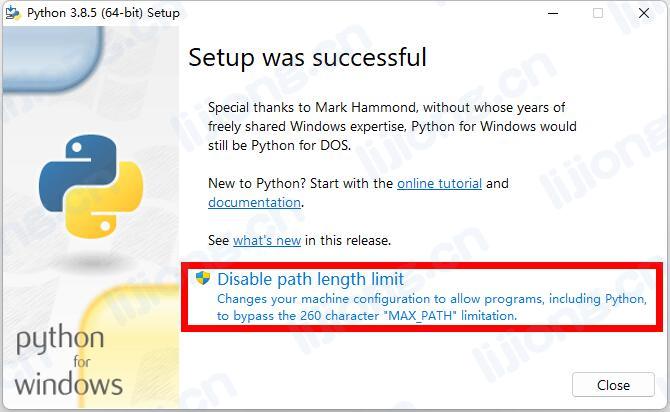 Python 3.8.5 (64-bit) Setup
Setup was successful
Special thanks to Mark Hammond, without whose years of
freely shared Windows expertise, Python for Windows would
still be Python for DOS.
New to Python? Start with the online tutorial and
documentation.
See what's new in this release.
Disable path length limit
Changes your machine configuration to allow programs, including Python,
to bypass the 260 character "MAX_PATH" limitation.
python
for
windows
Close
lijiong.cn